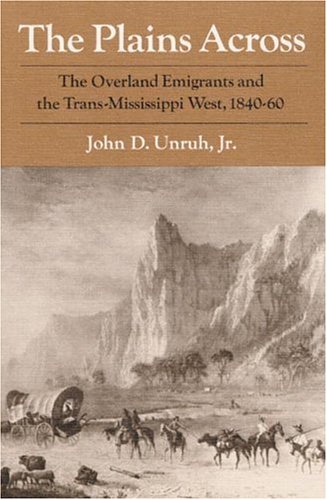 The Plains Across
The Overland Emigrants and
the Trans-Mississippi West, 1840-60
John D. Unruh, Jr.